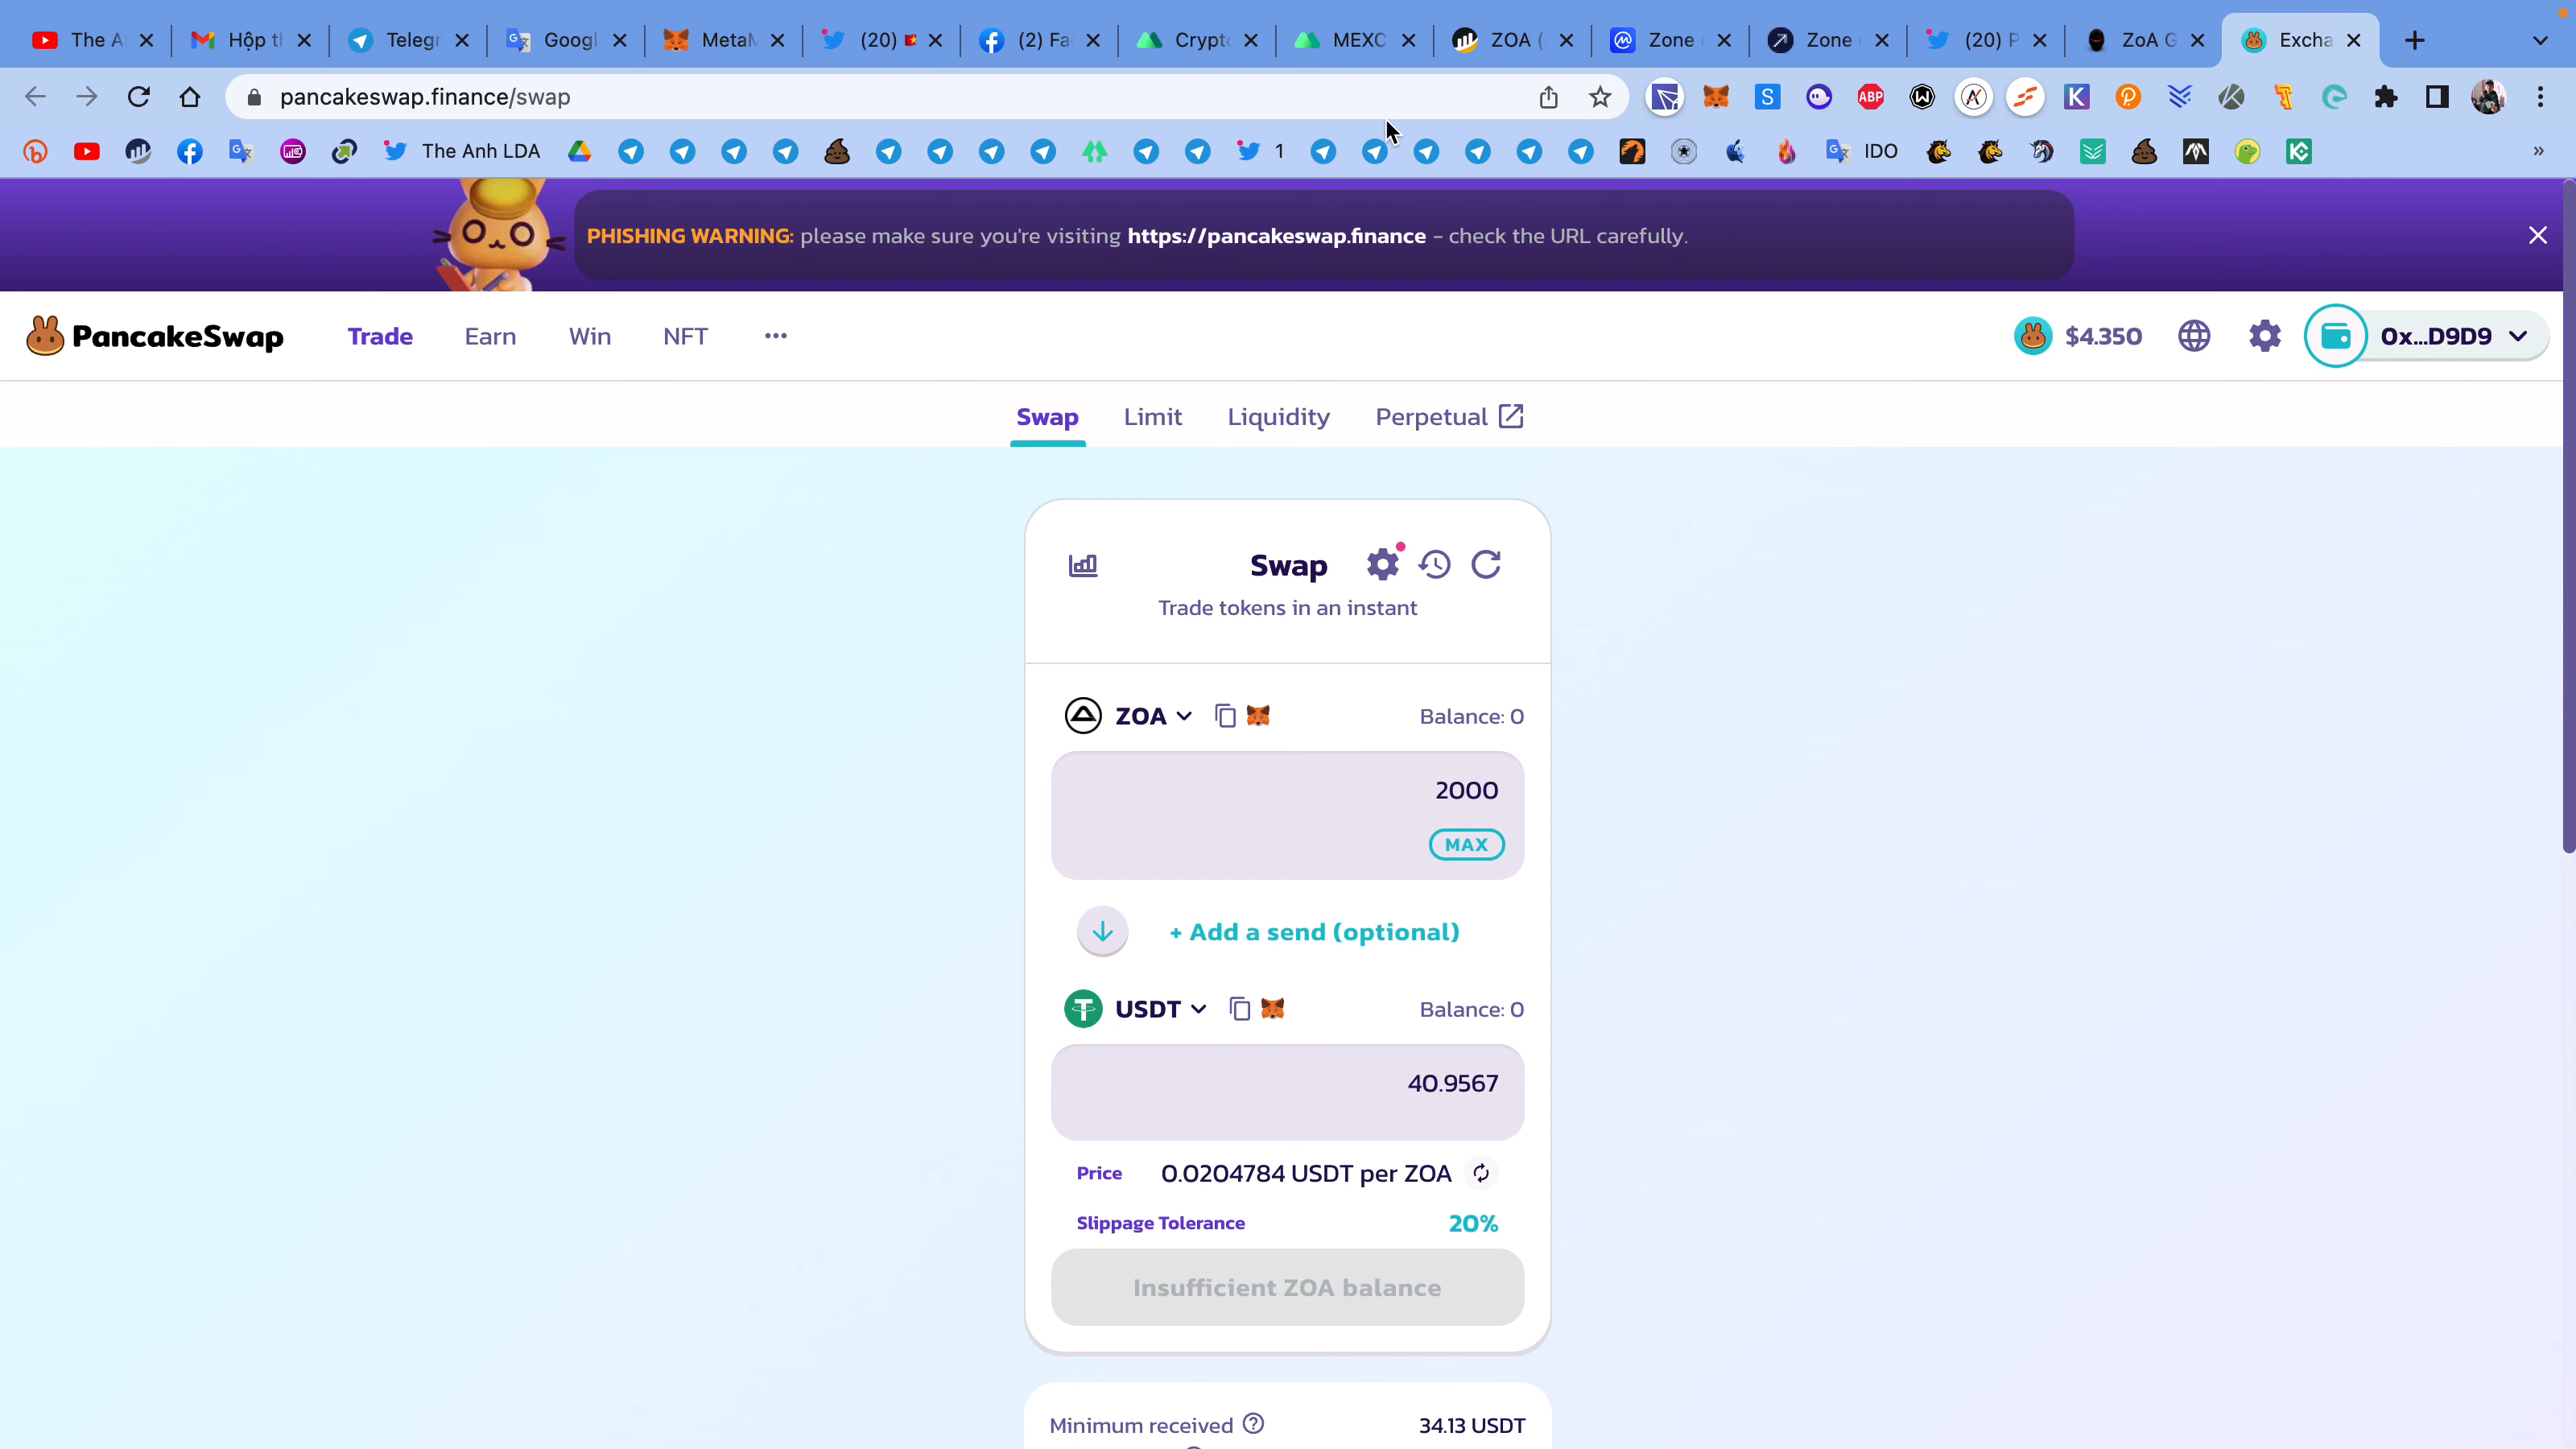 The A
Hộp t
Telegr
Googl
MetaM
(20)
(2) Fa
Crypt
MEXC
ZOA (
Zone
Zone
(20) P
ZoA G
Excha
pancakeswap.finance/swap
The Anh LDA
1
IDO
PHISHING WARNING: please make sure you're visiting https://pancakeswap.finance - check the URL carefully.
PancakeSwap
Trade
Earn
Win
NFT
$4.350
0x...D9D9
Swap
Limit
Liquidity
Perpetual
Swap
Trade tokens in an instant
ZOA
Balance: 0
2000
MAX
+ Add a send (optional)
USDT
Balance: 0
40.9567
Price
0.0204784 USDT per ZOA
Slippage Tolerance
20%
Insufficient ZOA balance
Minimum received
34.13 USDT